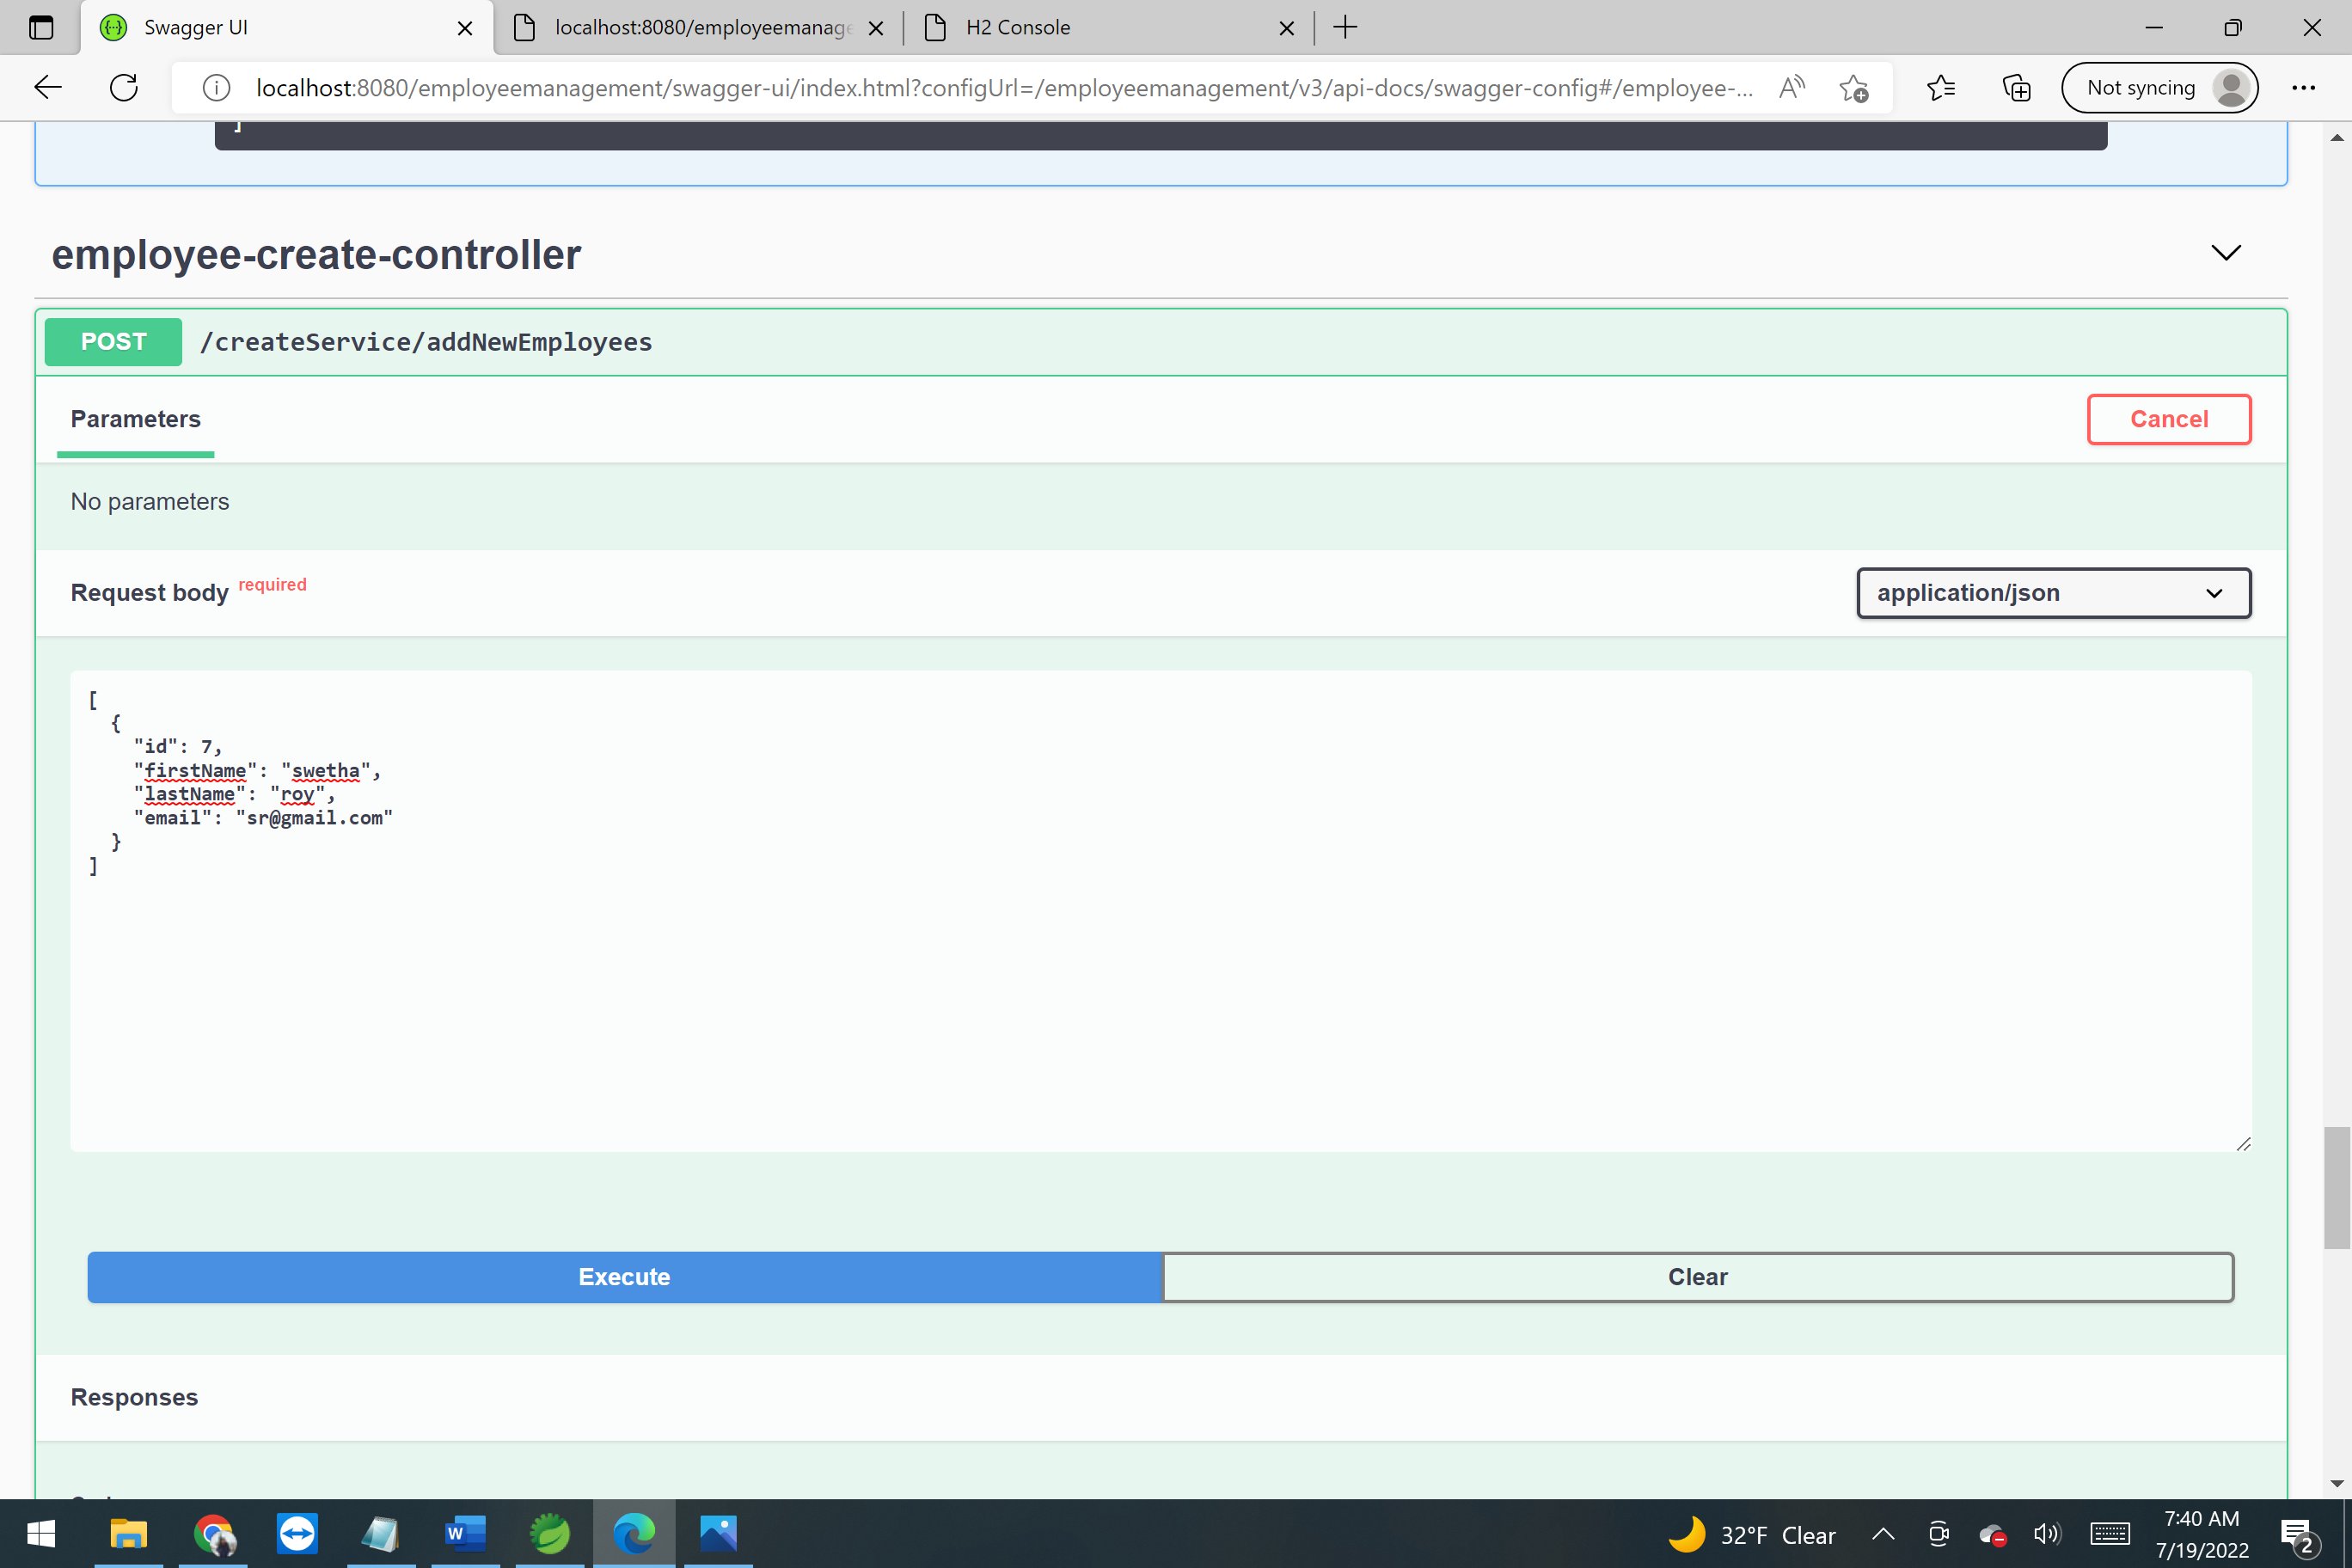 Swagger UI
localhost:8080/employeemanage
H2 Console
localhost:8080/employeemanagement/swagger-ui/index.html?configUrl=/employeemanagement/v3/api-docs/swagger-config#/employee-...
Not syncing
]
employee-create-controller
POST /createService/addNewEmployees
Parameters
Cancel
No parameters
Request body required
application/json
[
{
"id": 7,
"firstName": "swetha",
"lastName": "roy",
"email": "sr@gmail.com"
}
]
Execute
Clear
Responses
32°F Clear
7:40 AM
7/19/2022
2